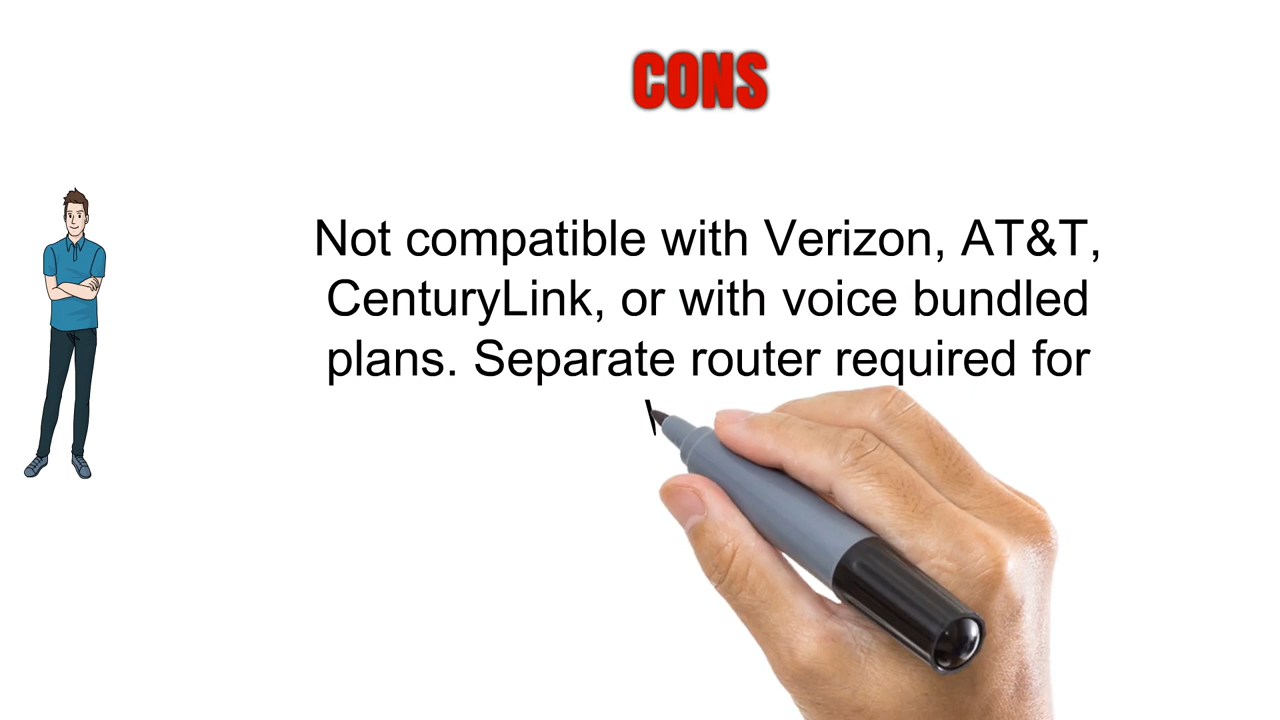 CONS
Not compatible with Verizon, AT&T,
CenturyLink, or with voice bundled
plans. Separate router required for